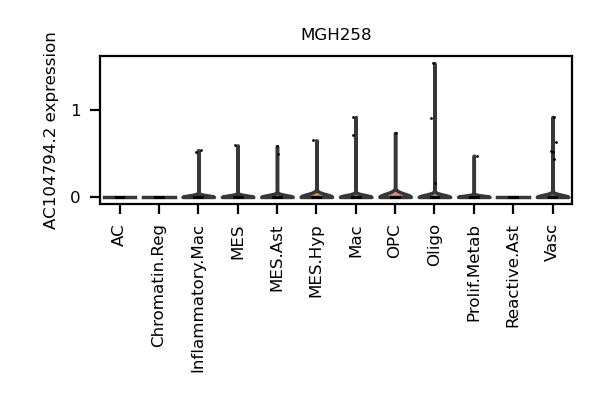 MGH258
AC104794.2 expression
1
0
AC
Chromatin.Reg
Inflammatory.Mac
MES
MES.Ast
MES.Hyp
Mac
OPC
Oligo
Prolif.Metab
Reactive.Ast
Vasc